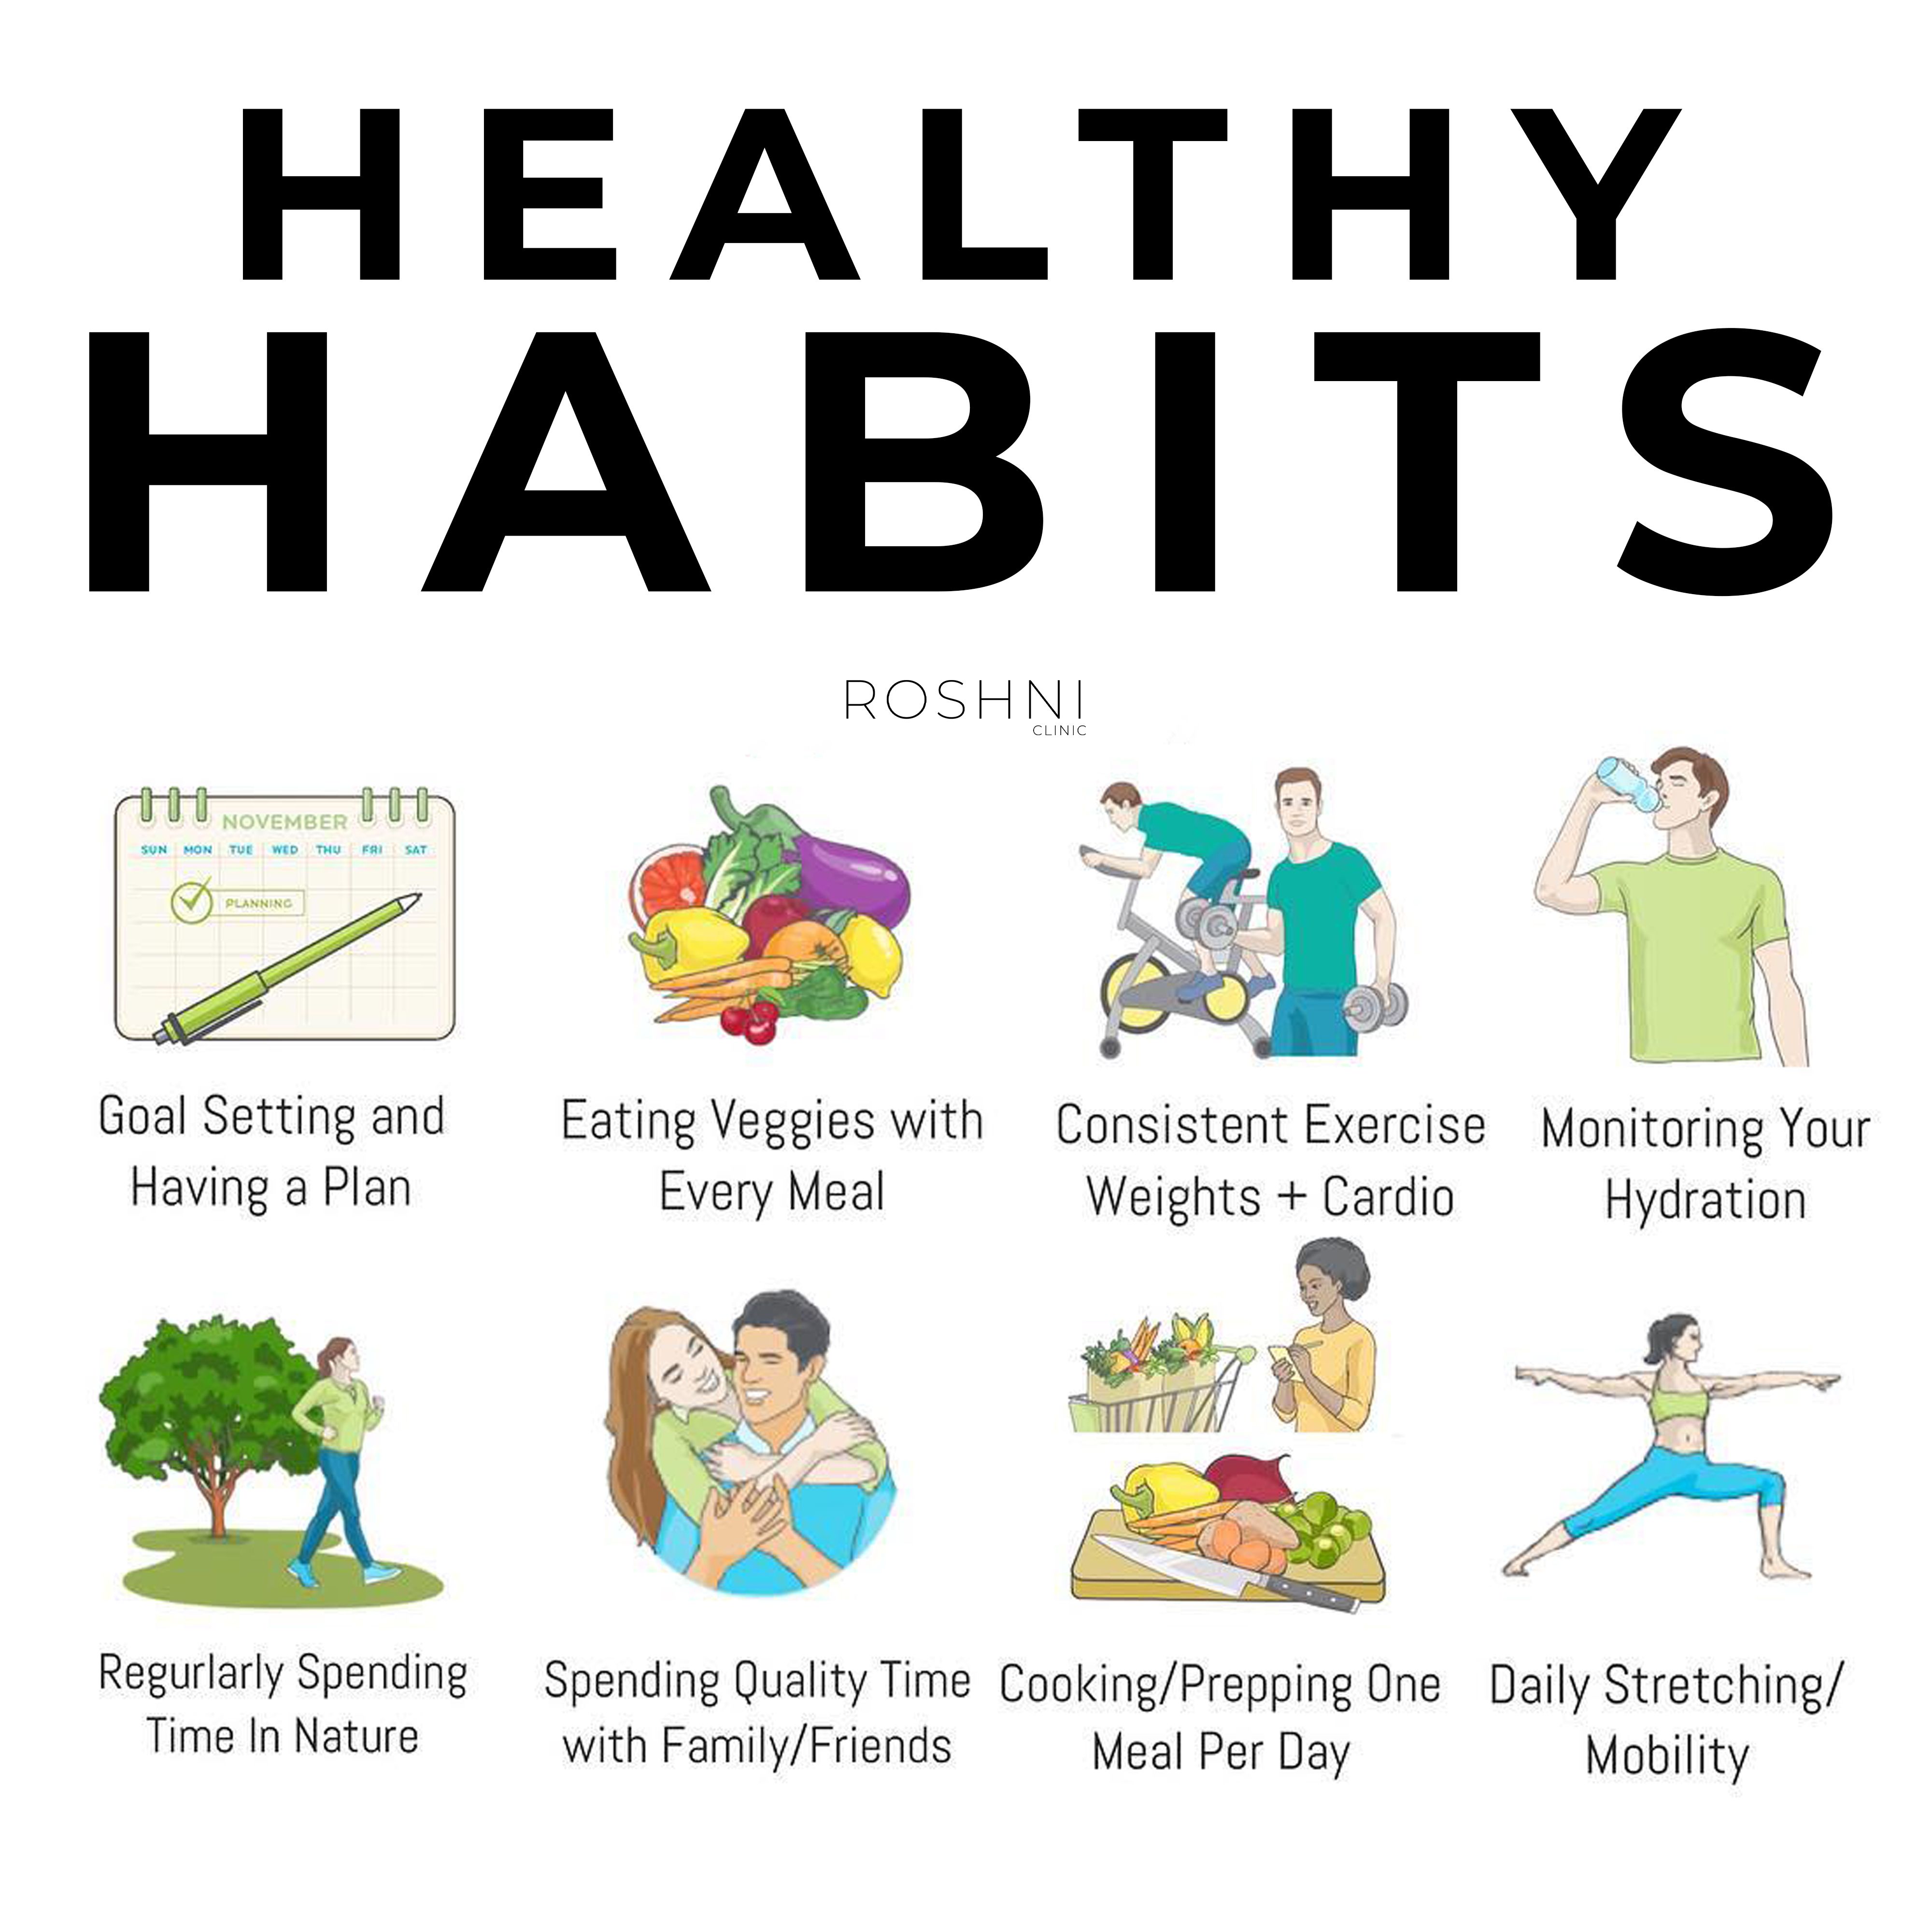 HEALTHY
HABITS
ROSHNI
CLINIC
NOVEMBER
SUN MON TUE WED THU FRI SAT
PLANNING
Goal Setting and
Having a Plan
Eating Veggies with
Every Meal
Consistent Exercise
Weights + Cardio
Monitoring Your
Hydration
Regurlarly Spending
Time In Nature
Spending Quality Time
with Family/Friends
Cooking/Prepping One
Meal Per Day
Daily Stretching/
Mobility